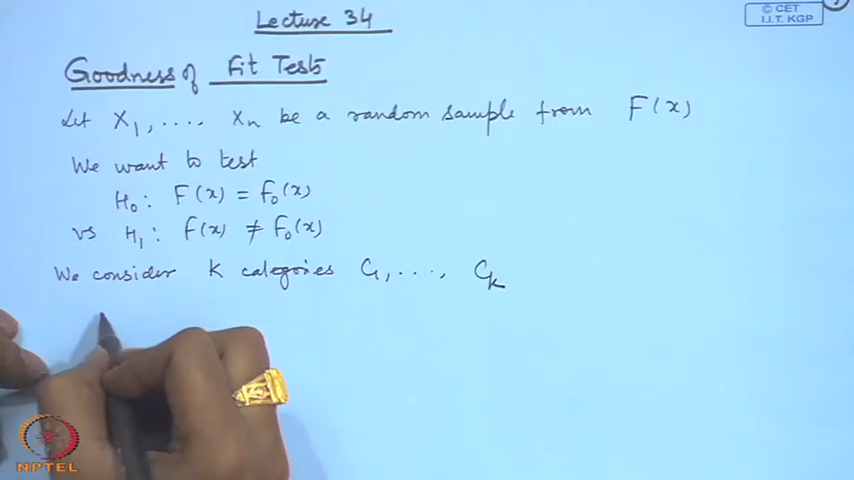 Lecture 34
© CET
I.I.T. KGP
Goodness of Fit Tests
Let X₁, .... Xₙ be a random sample from F(x)
We want to test
H₀: F(x) = F₀(x)
vs H₁: F(x) ≠ F₀(x)
We consider K categories C₁, ...., Cₖ
NPTEL